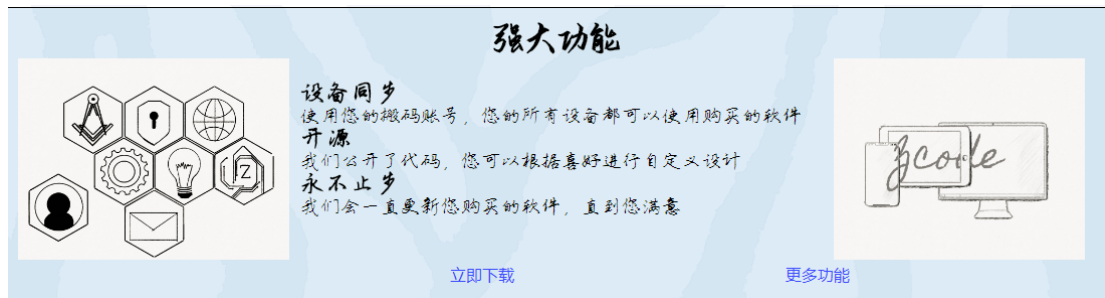 强大功能
设备同步
使用您的搬码账号，您的所有设备都可以使用购买的软件
开源
我们公开了代码，您可以根据喜好进行自定义设计
永不止步
我们会一直更新您购买的软件，直到您满意
Z
Zcode
立即下载
更多功能